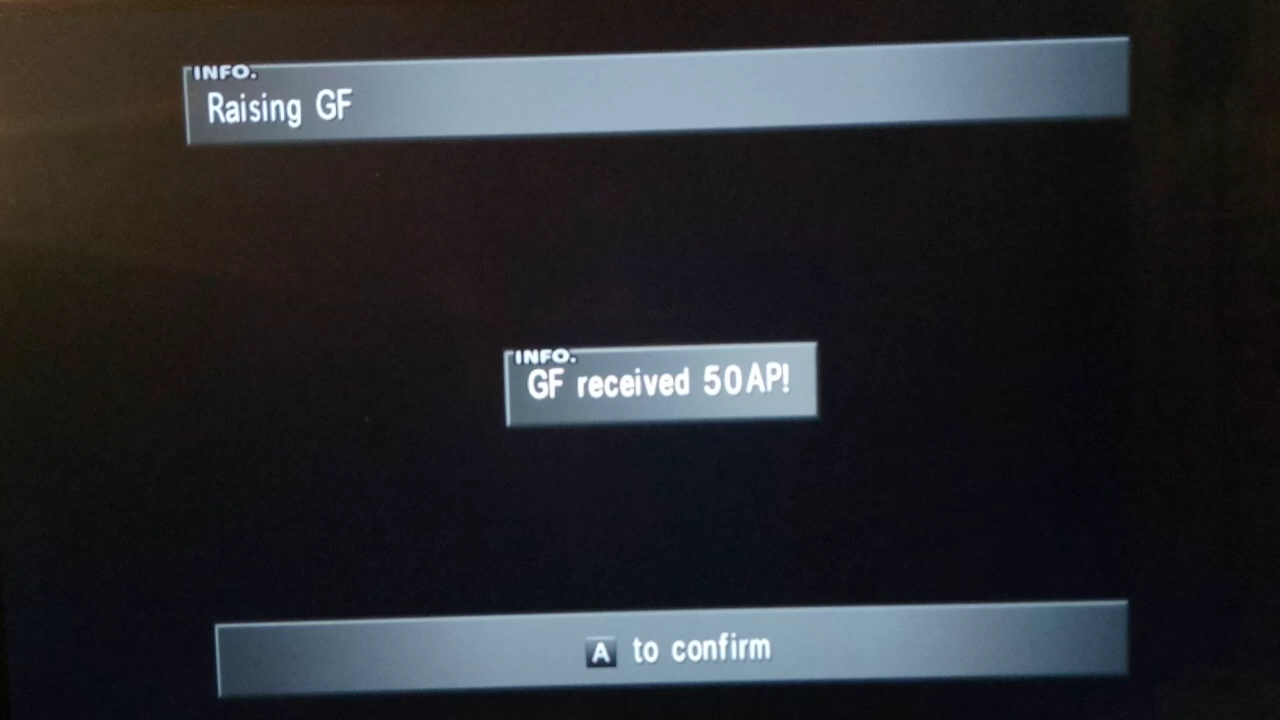 INFO.
Raising GF
INFO.
GF received 50AP!
A to confirm